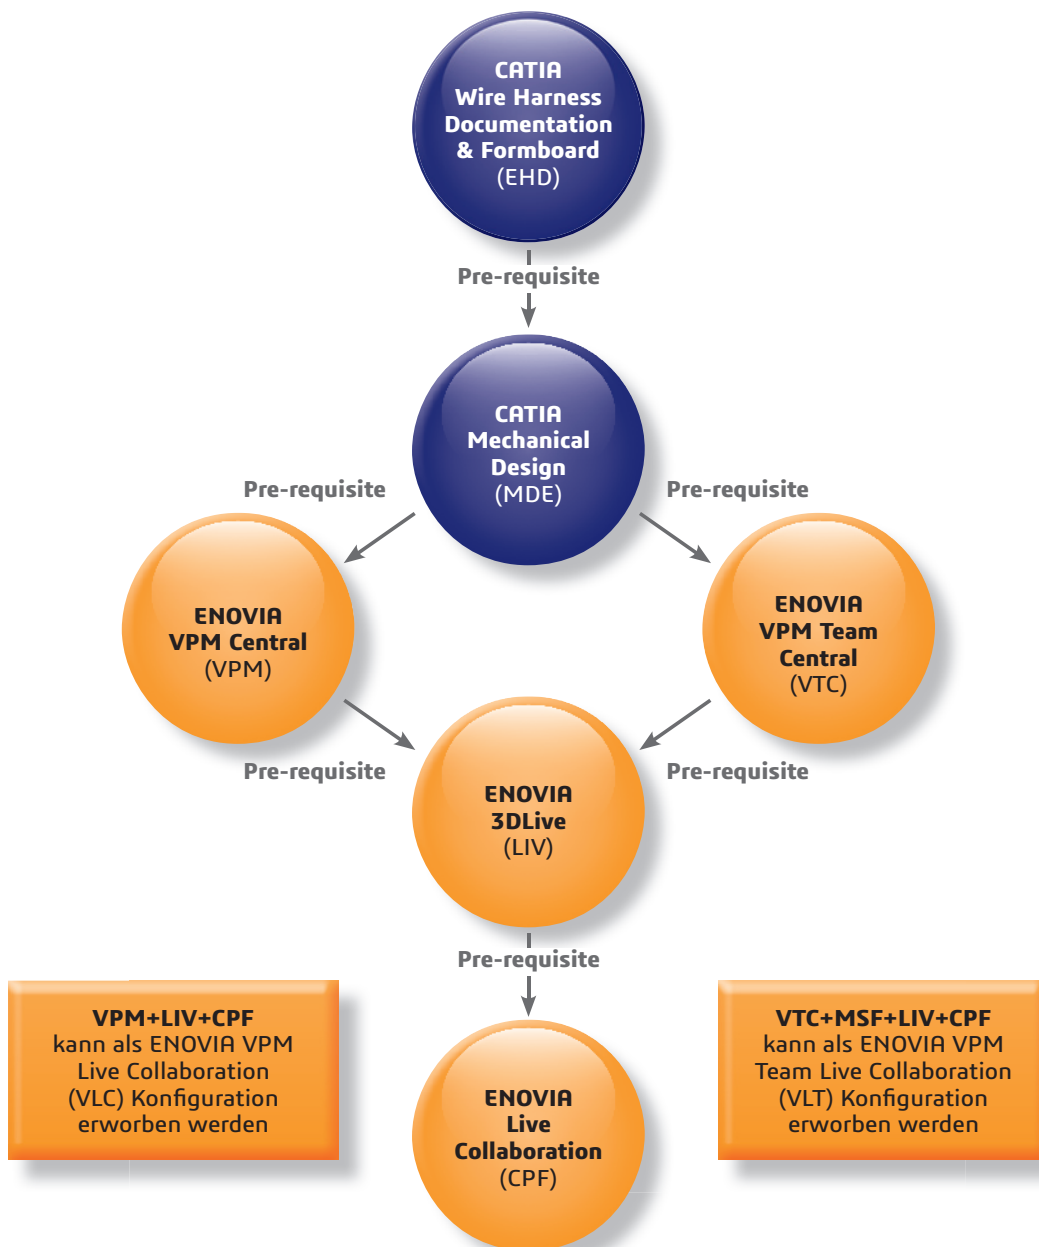 CATIA
Wire Harness
Documentation
& Formboard
(EHD)
Pre-requisite
CATIA
Mechanical
Design
(MDE)
Pre-requisite
Pre-requisite
ENOVIA
VPM Central
(VPM)
ENOVIA
VPM Team
Central
(VTC)
Pre-requisite
Pre-requisite
ENOVIA
3DLive
(LIV)
Pre-requisite
VPM+LIV+CPF
kann als ENOVIA VPM
Live Collaboration
(VLC) Konfiguration
erworben werden
ENOVIA
Live
Collaboration
(CPF)
VTC+MSF+LIV+CPF
kann als ENOVIA VPM
Team Live Collaboration
(VLT) Konfiguration
erworben werden